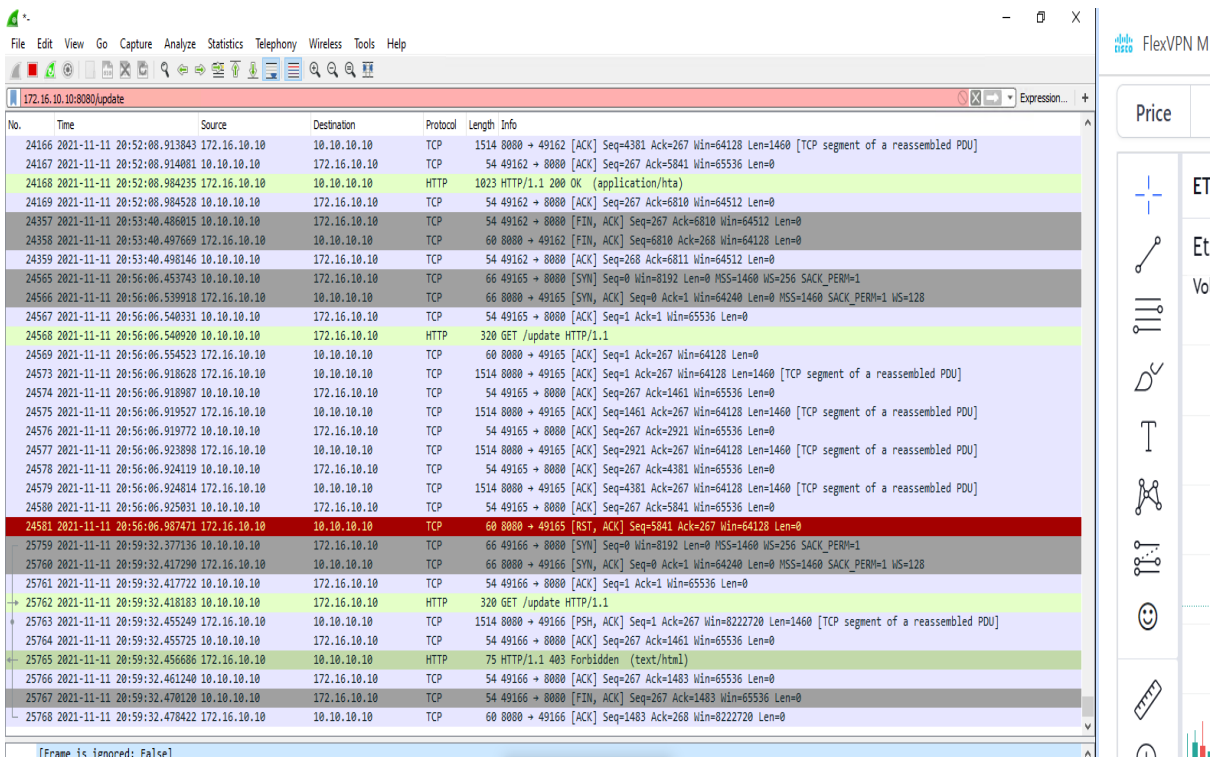 *-
File Edit View Go Capture Analyze Statistics Telephony Wireless Tools Help
172.16.10.10:8080/update Expression... +
No. Time Source Destination Protocol Length Info
24166 2021-11-11 20:52:08.913843 172.16.10.10 10.10.10.10 TCP 1514 8080 → 49162 [ACK] Seq=4381 Ack=267 Win=64128 Len=1460 [TCP segment of a reassembled PDU]
24167 2021-11-11 20:52:08.914081 10.10.10.10 172.16.10.10 TCP 54 49162 → 8080 [ACK] Seq=267 Ack=5841 Win=65536 Len=0
24168 2021-11-11 20:52:08.984235 172.16.10.10 10.10.10.10 HTTP 1023 HTTP/1.1 200 OK (application/hta)
24169 2021-11-11 20:52:08.984528 10.10.10.10 172.16.10.10 TCP 54 49162 → 8080 [ACK] Seq=267 Ack=6810 Win=64512 Len=0
24357 2021-11-11 20:53:40.486015 10.10.10.10 172.16.10.10 TCP 54 49162 → 8080 [FIN, ACK] Seq=267 Ack=6810 Win=64512 Len=0
24358 2021-11-11 20:53:40.497669 172.16.10.10 10.10.10.10 TCP 60 8080 → 49162 [FIN, ACK] Seq=6810 Ack=268 Win=64128 Len=0
24359 2021-11-11 20:53:40.498146 10.10.10.10 172.16.10.10 TCP 54 49162 → 8080 [ACK] Seq=268 Ack=6811 Win=64512 Len=0
24565 2021-11-11 20:56:06.453743 10.10.10.10 172.16.10.10 TCP 66 49165 → 8080 [SYN] Seq=0 Win=8192 Len=0 MSS=1460 WS=256 SACK_PERM=1
24566 2021-11-11 20:56:06.539918 172.16.10.10 10.10.10.10 TCP 66 8080 → 49165 [SYN, ACK] Seq=0 Ack=1 Win=64240 Len=0 MSS=1460 SACK_PERM=1 WS=128
24567 2021-11-11 20:56:06.540331 10.10.10.10 172.16.10.10 TCP 54 49165 → 8080 [ACK] Seq=1 Ack=1 Win=65536 Len=0
24568 2021-11-11 20:56:06.540920 10.10.10.10 172.16.10.10 HTTP 320 GET /update HTTP/1.1
24569 2021-11-11 20:56:06.554523 172.16.10.10 10.10.10.10 TCP 60 8080 → 49165 [ACK] Seq=1 Ack=267 Win=64128 Len=0
24573 2021-11-11 20:56:06.918628 172.16.10.10 10.10.10.10 TCP 1514 8080 → 49165 [ACK] Seq=1 Ack=267 Win=64128 Len=1460 [TCP segment of a reassembled PDU]
24574 2021-11-11 20:56:06.918987 10.10.10.10 172.16.10.10 TCP 54 49165 → 8080 [ACK] Seq=267 Ack=1461 Win=65536 Len=0
24575 2021-11-11 20:56:06.919527 172.16.10.10 10.10.10.10 TCP 1514 8080 → 49165 [ACK] Seq=1461 Ack=267 Win=64128 Len=1460 [TCP segment of a reassembled PDU]
24576 2021-11-11 20:56:06.919772 10.10.10.10 172.16.10.10 TCP 54 49165 → 8080 [ACK] Seq=267 Ack=2921 Win=65536 Len=0
24577 2021-11-11 20:56:06.923898 172.16.10.10 10.10.10.10 TCP 1514 8080 → 49165 [ACK] Seq=2921 Ack=267 Win=64128 Len=1460 [TCP segment of a reassembled PDU]
24578 2021-11-11 20:56:06.924119 10.10.10.10 172.16.10.10 TCP 54 49165 → 8080 [ACK] Seq=267 Ack=4381 Win=65536 Len=0
24579 2021-11-11 20:56:06.924814 172.16.10.10 10.10.10.10 TCP 1514 8080 → 49165 [ACK] Seq=4381 Ack=267 Win=64128 Len=1460 [TCP segment of a reassembled PDU]
24580 2021-11-11 20:56:06.925031 10.10.10.10 172.16.10.10 TCP 54 49165 → 8080 [ACK] Seq=267 Ack=5841 Win=65536 Len=0
24581 2021-11-11 20:56:06.987471 172.16.10.10 10.10.10.10 TCP 60 8080 → 49165 [RST, ACK] Seq=5841 Ack=267 Win=64128 Len=0
25759 2021-11-11 20:59:32.377136 10.10.10.10 172.16.10.10 TCP 66 49166 → 8080 [SYN] Seq=0 Win=8192 Len=0 MSS=1460 WS=256 SACK_PERM=1
25760 2021-11-11 20:59:32.417290 172.16.10.10 10.10.10.10 TCP 66 8080 → 49166 [SYN, ACK] Seq=0 Ack=1 Win=64240 Len=0 MSS=1460 SACK_PERM=1 WS=128
25761 2021-11-11 20:59:32.417722 10.10.10.10 172.16.10.10 TCP 54 49166 → 8080 [ACK] Seq=1 Ack=1 Win=65536 Len=0
25762 2021-11-11 20:59:32.418183 10.10.10.10 172.16.10.10 HTTP 320 GET /update HTTP/1.1
25763 2021-11-11 20:59:32.455249 172.16.10.10 10.10.10.10 TCP 1514 8080 → 49166 [PSH, ACK] Seq=1 Ack=267 Win=8222720 Len=1460 [TCP segment of a reassembled PDU]
25764 2021-11-11 20:59:32.455725 10.10.10.10 172.16.10.10 TCP 54 49166 → 8080 [ACK] Seq=267 Ack=1461 Win=65536 Len=0
25765 2021-11-11 20:59:32.456686 172.16.10.10 10.10.10.10 HTTP 75 HTTP/1.1 403 Forbidden (text/html)
25766 2021-11-11 20:59:32.461240 10.10.10.10 172.16.10.10 TCP 54 49166 → 8080 [ACK] Seq=267 Ack=1483 Win=65536 Len=0
25767 2021-11-11 20:59:32.470120 10.10.10.10 172.16.10.10 TCP 54 49166 → 8080 [FIN, ACK] Seq=267 Ack=1483 Win=65536 Len=0
25768 2021-11-11 20:59:32.478422 172.16.10.10 10.10.10.10 TCP 60 8080 → 49166 [ACK] Seq=1483 Ack=268 Win=8222720 Len=0
[Frame is ignored: False]
CISCO FlexVPN M
Price
ET
Et
Vol